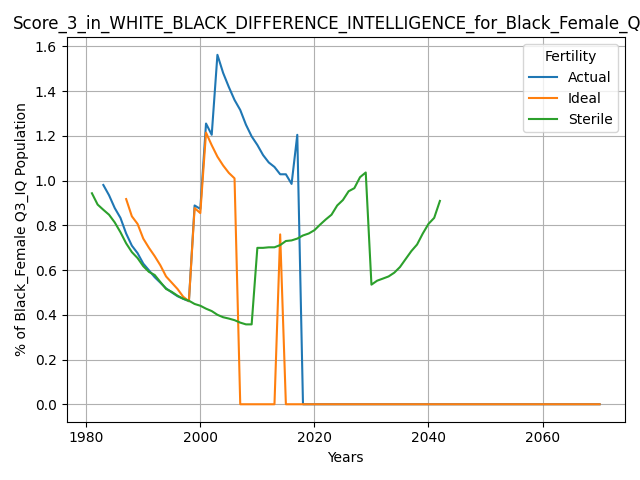 Score_3_in_WHITE_BLACK_DIFFERENCE_INTELLIGENCE_for_Black_Female_Q
1.6
1.4
1.2
1.0
0.8
0.6
0.4
0.2
0.0
% of Black_Female Q3_IQ Population
Fertility
Actual
Ideal
Sterile
1980
2000
2020
2040
2060
Years